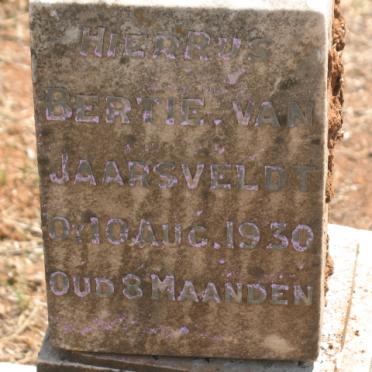 HIER RUS
BERTIE. VAN
JAARSVELDT
O: 10 AUG. 1930
OUD 8 MAANDEN